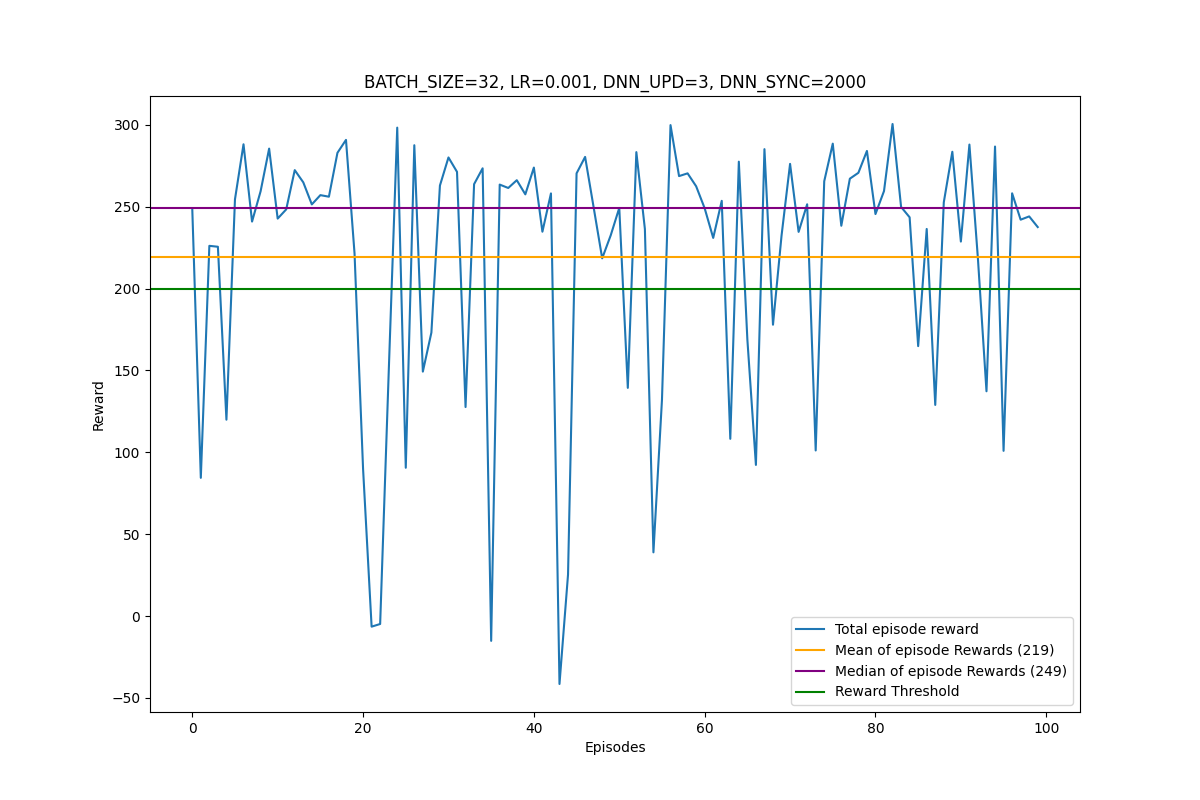 BATCH_SIZE=32, LR=0.001, DNN_UPD=3, DNN_SYNC=2000
300
250
200
150
100
50
0
−50
Reward
0 20 40 60 80 100
Episodes
Total episode reward
Mean of episode Rewards (219)
Median of episode Rewards (249)
Reward Threshold